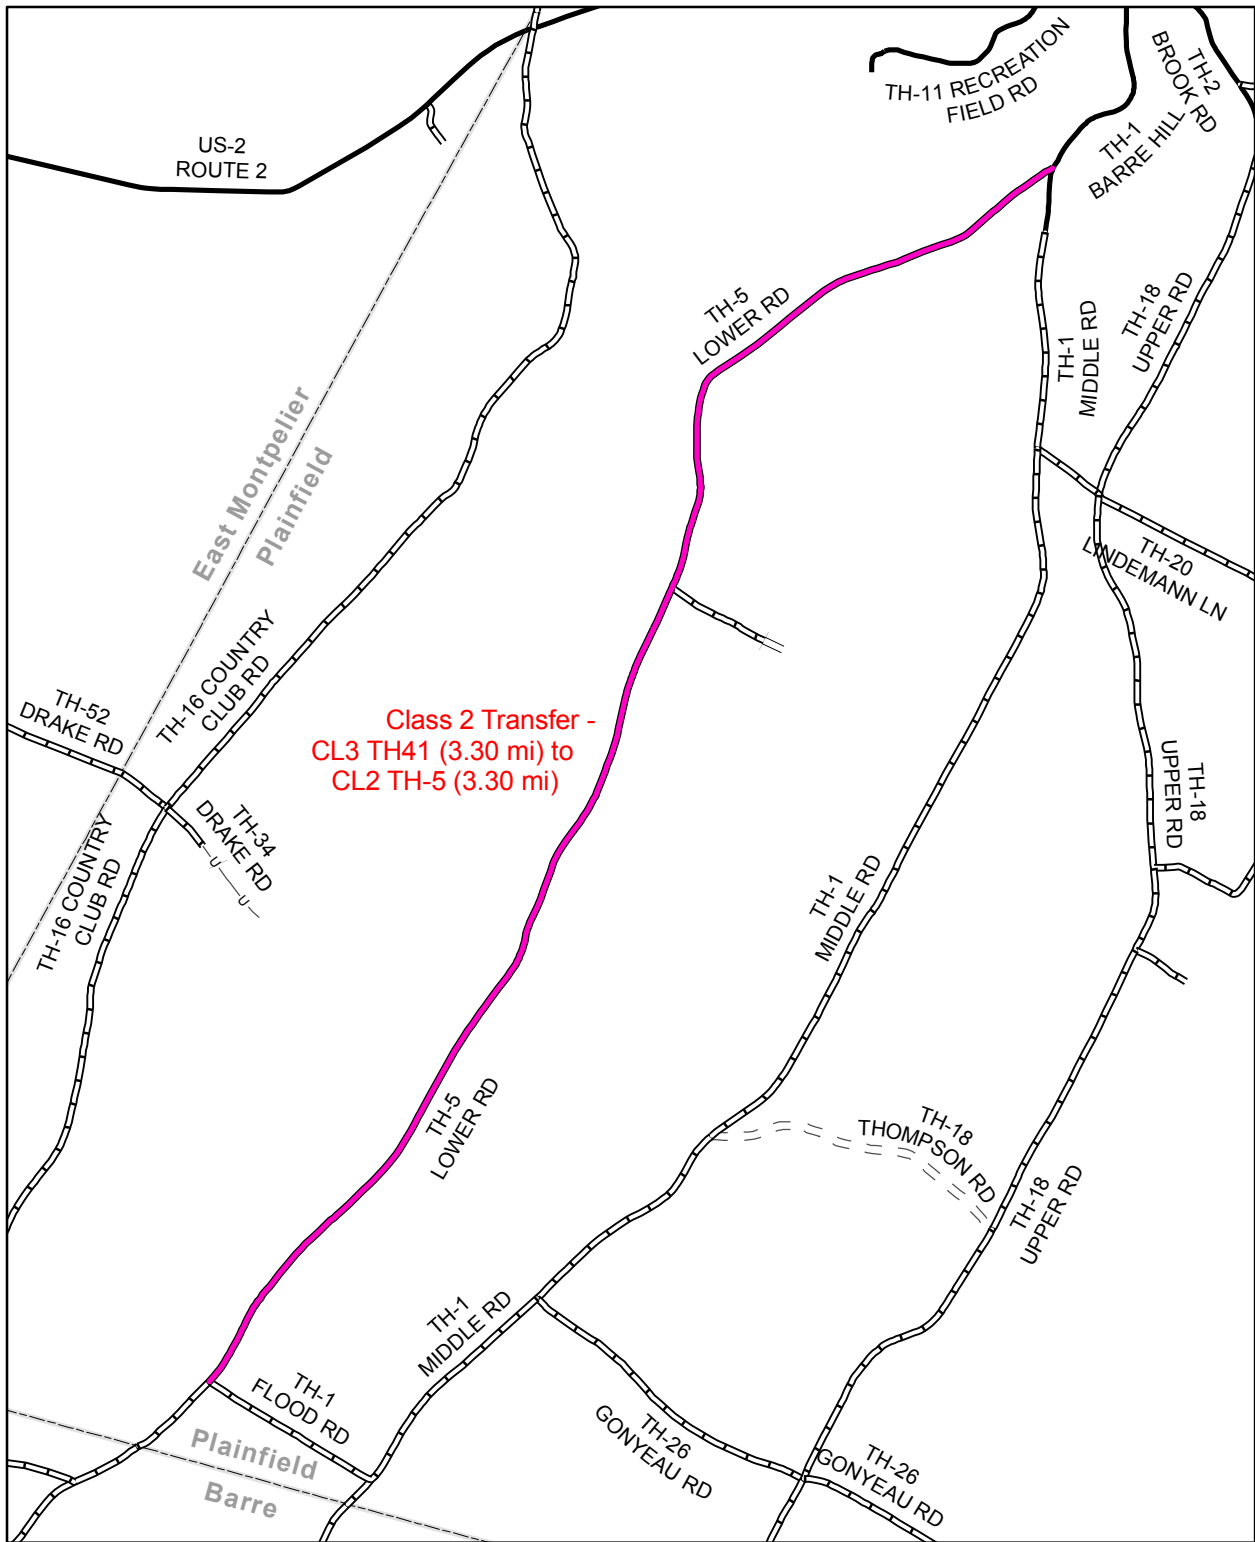 TH-11 RECREATION
FIELD RD
TH-2
BROOK RD
TH-1
BARRE HILL
US-2
ROUTE 2
TH-5
LOWER RD
TH-18
UPPER RD
TH-1
MIDDLE RD
East Montpelier
Plainfield
TH-20
LINDEMANN LN
TH-16 COUNTRY
CLUB RD
TH-52
DRAKE RD
Class 2 Transfer -
CL3 TH41 (3.30 mi) to
CL2 TH-5 (3.30 mi)
TH-18
UPPER RD
TH-34
DRAKE RD
U
U
TH-16 COUNTRY
CLUB RD
TH-1
MIDDLE RD
TH-5
LOWER RD
TH-18
THOMPSON RD
TH-18
UPPER RD
TH-1
MIDDLE RD
TH-1
FLOOD RD
TH-26
GONYEAU RD
TH-26
GONYEAU RD
Plainfield
Barre